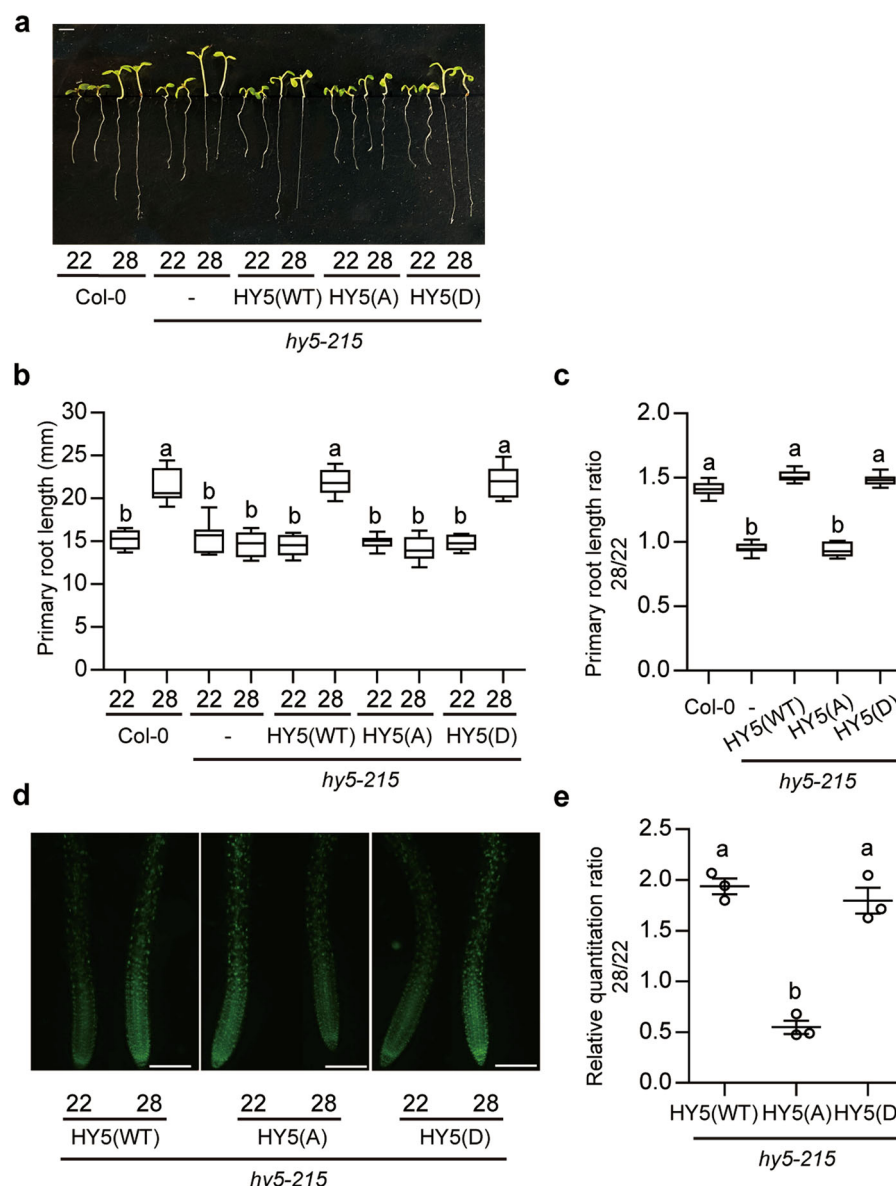 a
22 28 22 28 22 28 22 28 22 28
Col-0 - HY5(WT) HY5(A) HY5(D)
hy5-215
b
Primary root length (mm)
30
25
20
15
10
5
0
b a b b b a b b b a
22 28 22 28 22 28 22 28 22 28
Col-0 - HY5(WT) HY5(A) HY5(D)
hy5-215
c
Primary root length ratio
28/22
2.0
1.5
1.0
0.5
0.0
a b a b a
Col-0 - HY5(WT) HY5(A) HY5(D)
hy5-215
d
22 28 22 28 22 28
HY5(WT) HY5(A) HY5(D)
hy5-215
e
Relative quantitation ratio
28/22
2.5
2.0
1.5
1.0
0.5
0.0
a b a
HY5(WT) HY5(A) HY5(D
hy5-215